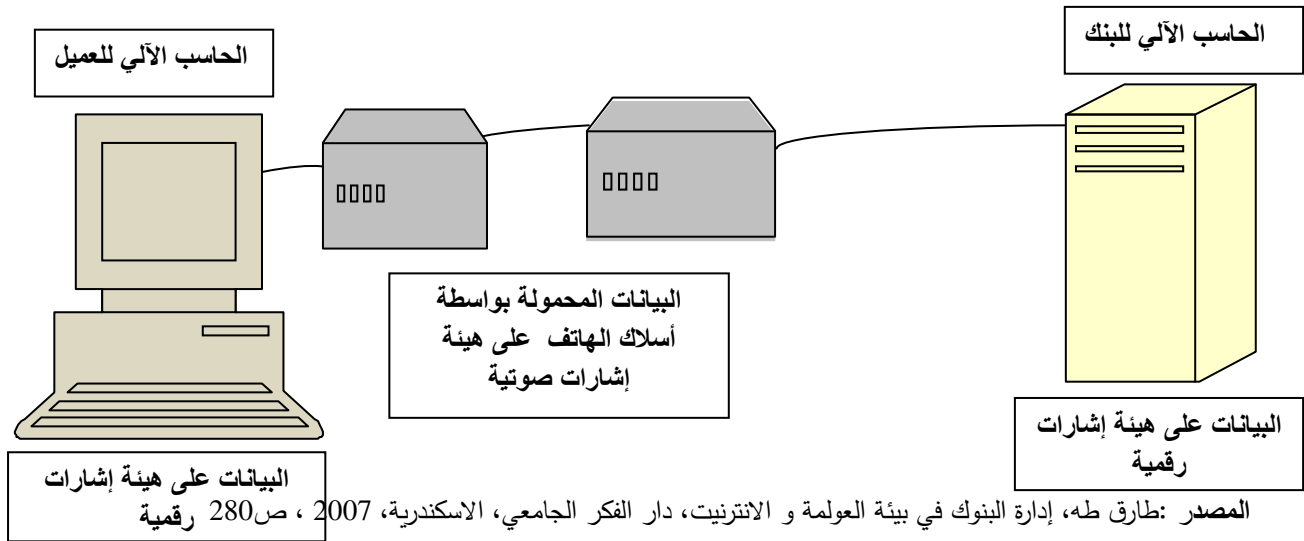 الحاسب الآلي للبنك
الحاسب الآلي للعميل
البيانات المحمولة بواسطة
أسلاك الهاتف على هيئة
إشارات صوتية
البيانات على هيئة إشارات
رقمية
البيانات على هيئة إشارات
رقمية
المصدر :طارق طه، إدارة البنوك في بيئة العولمة و الانترنيت، دار الفكر الجامعي، الاسكندرية، 2007 ، ص280